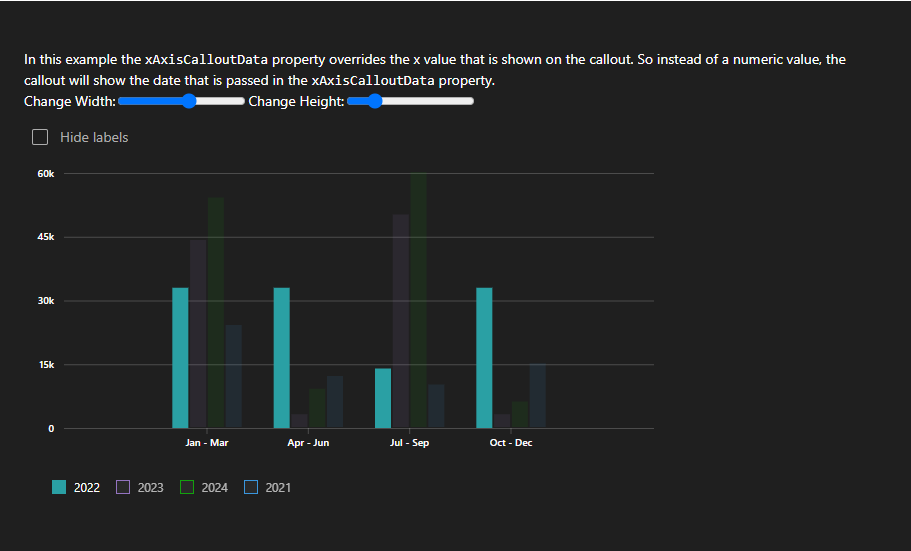 In this example the xAxisCalloutData property overrides the x value that is shown on the callout. So instead of a numeric value, the
callout will show the date that is passed in the xAxisCalloutData property.
Change Width: Change Height:
Hide labels
60k
45k
30k
15k
0
Jan - Mar Apr - Jun Jul - Sep Oct - Dec
2022 2023 2024 2021